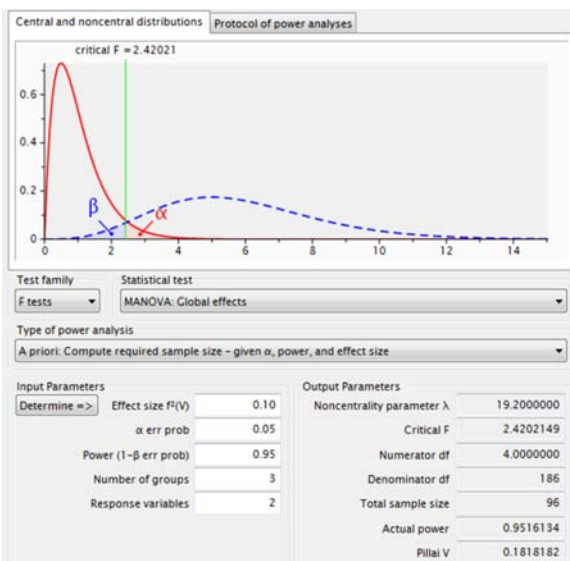 Central and noncentral distributions Protocol of power analyses
critical F = 2.42021
0.6
0.4
0.2
0
β α
0 2 4 6 8 10 12 14
Test family Statistical test
F tests MANOVA: Global effects
Type of power analysis
A priori: Compute required sample size – given α, power, and effect size
Input Parameters Output Parameters
Determine => Effect size f²(V) 0.10 Noncentrality parameter λ 19.2000000
α err prob 0.05 Critical F 2.4202149
Power (1–β err prob) 0.95 Numerator df 4.0000000
Number of groups 3 Denominator df 186
Response variables 2 Total sample size 96
Actual power 0.9516134
Pillai V 0.1818182